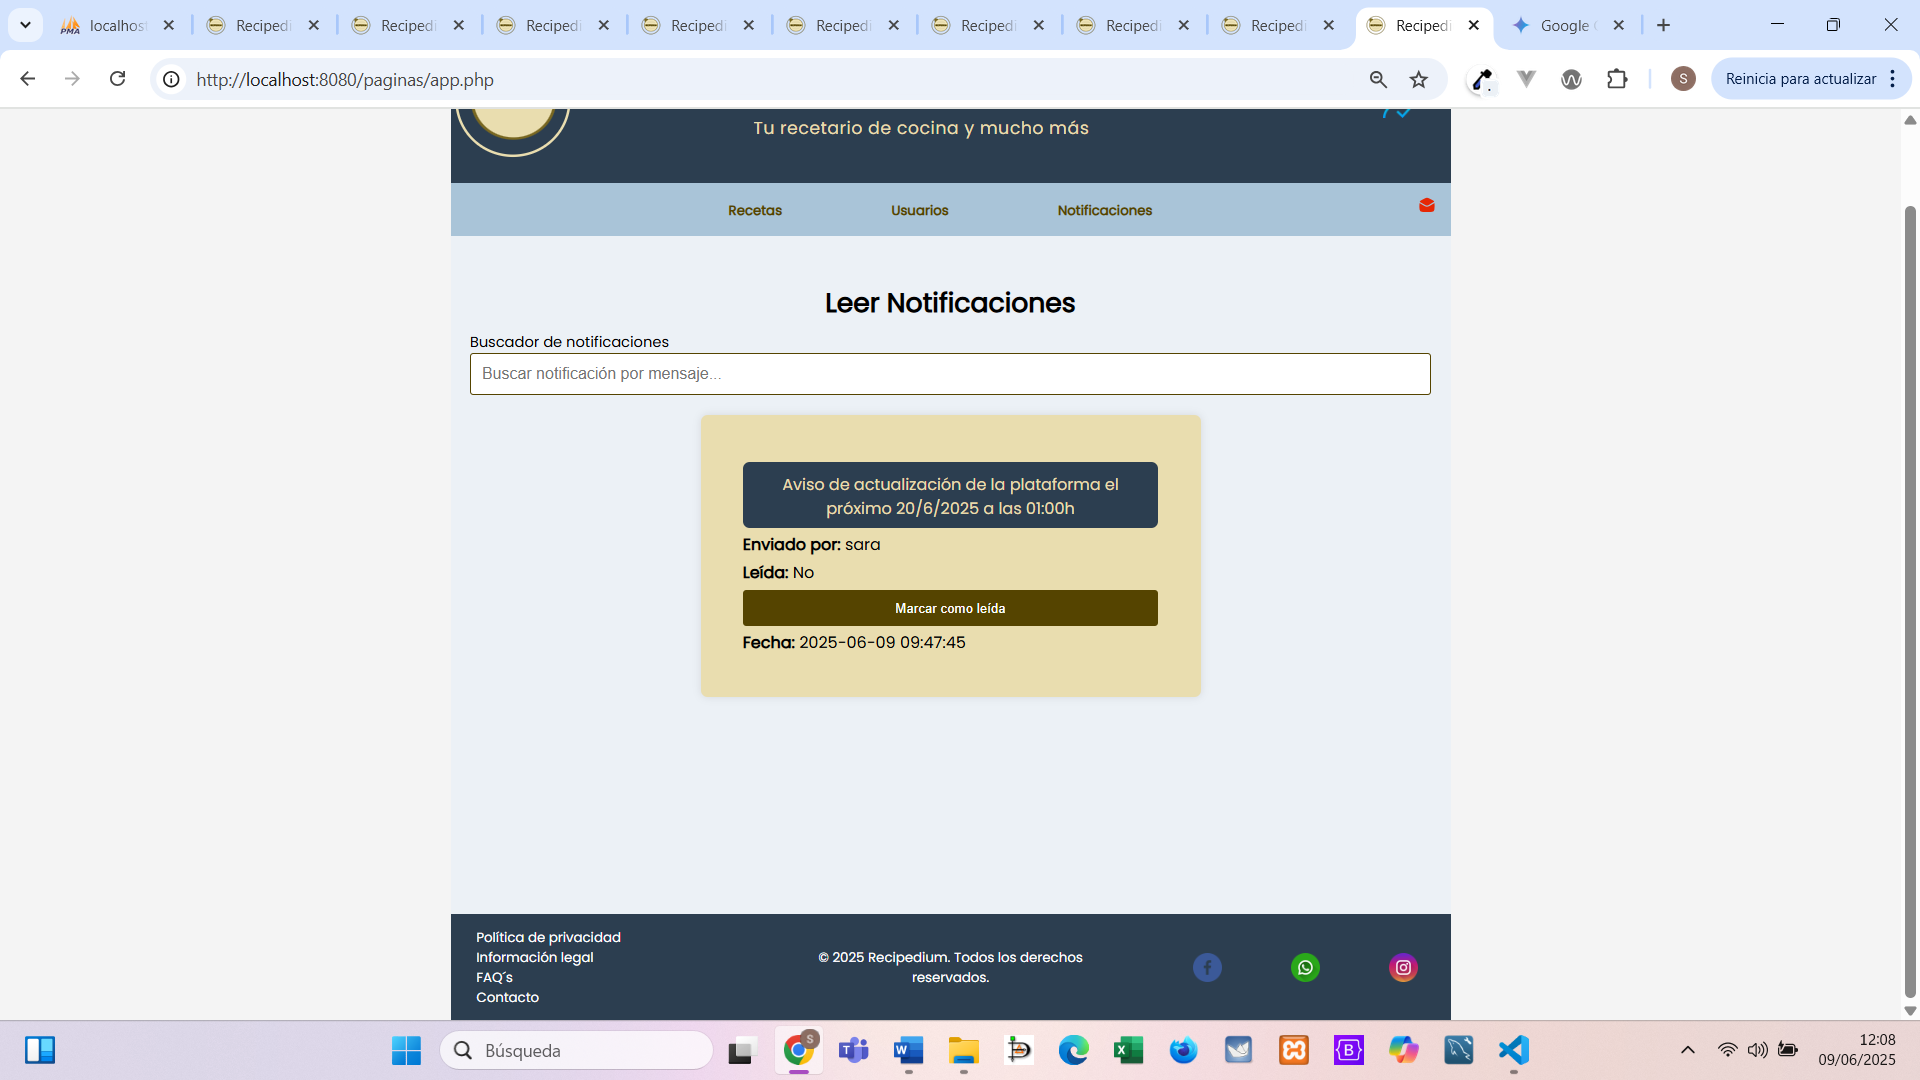 localhost
Recipedi
Recipedi
Recipedi
Recipedi
Recipedi
Recipedi
Recipedi
Recipedi
Recipedi
Google
http://localhost:8080/paginas/app.php
S
Reinicia para actualizar
Tu recetario de cocina y mucho más
Recetas
Usuarios
Notificaciones
Leer Notificaciones
Buscador de notificaciones
Buscar notificación por mensaje...
Aviso de actualización de la plataforma el
próximo 20/6/2025 a las 01:00h
Enviado por: sara
Leída: No
Marcar como leída
Fecha: 2025-06-09 09:47:45
Política de privacidad
Información legal
FAQ´s
Contacto
© 2025 Recipedium. Todos los derechos
reservados.
Búsqueda
12:08
09/06/2025